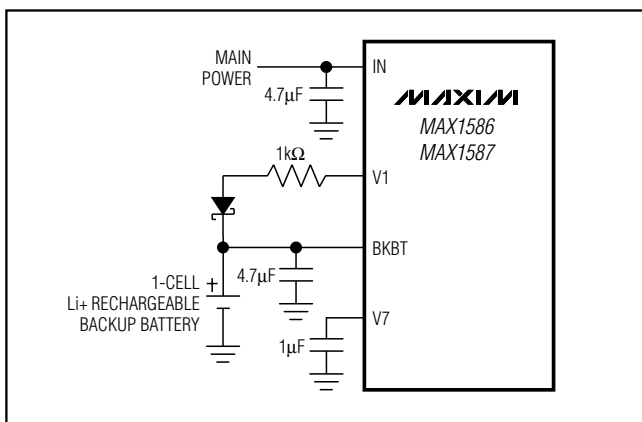 MAIN
POWER
IN
4.7µF
MAXIM
MAX1586
MAX1587
1kΩ
V1
BKBT
4.7µF
1-CELL +
Li+ RECHARGEABLE
BACKUP BATTERY
V7
1µF